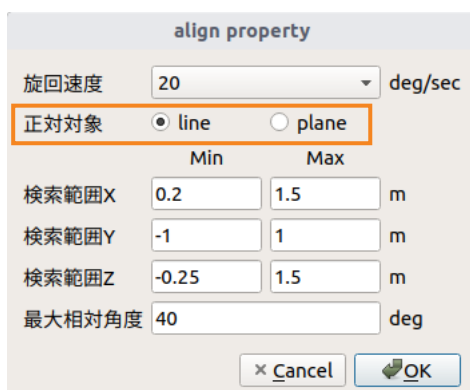 align property
旋回速度 20 deg/sec
正対対象 line plane
Min Max
検索範囲X 0.2 1.5 m
検索範囲Y -1 1 m
検索範囲Z -0.25 1.5 m
最大相対角度 40 deg
Cancel OK